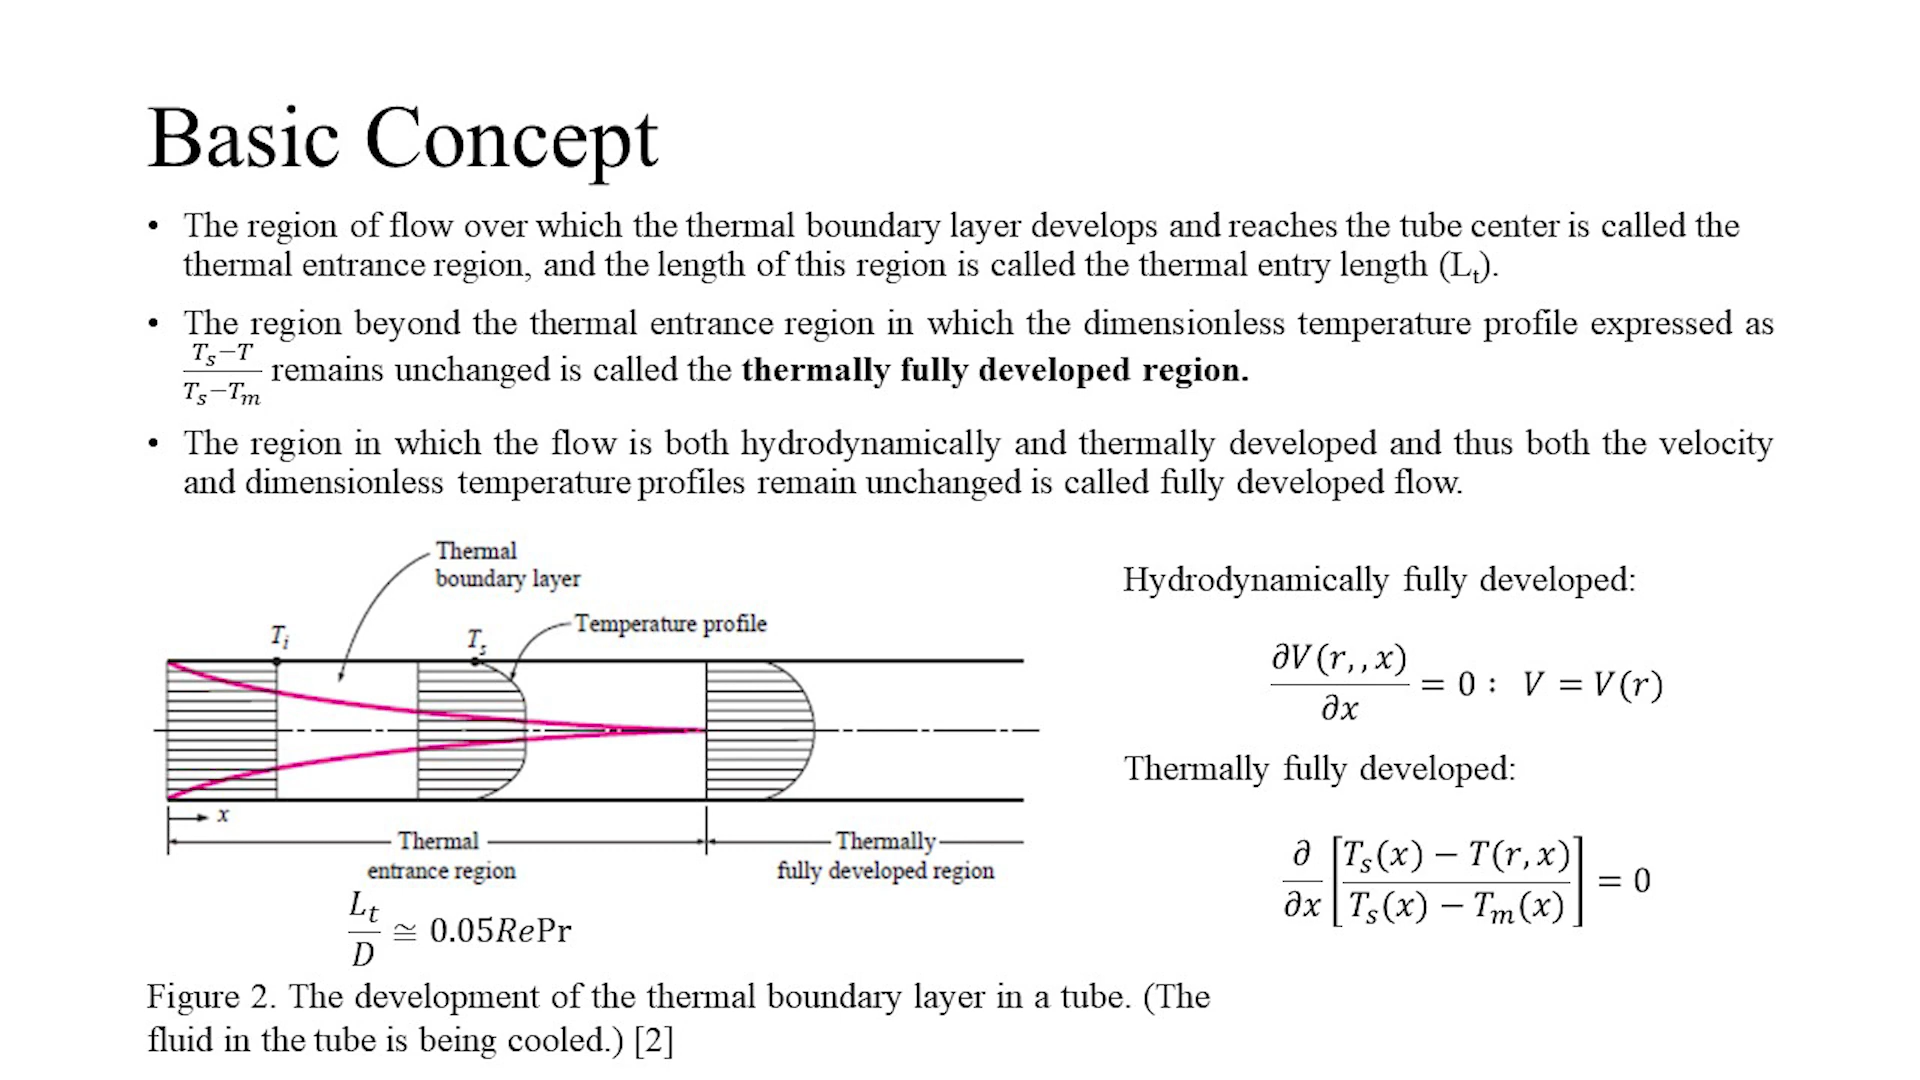 Basic Concept
• The region of flow over which the thermal boundary layer develops and reaches the tube center is called the
thermal entrance region, and the length of this region is called the thermal entry length (Lₜ).
• The region beyond the thermal entrance region in which the dimensionless temperature profile expressed as
(Tₛ−T)/(Tₛ−Tₘ) remains unchanged is called the thermally fully developed region.
• The region in which the flow is both hydrodynamically and thermally developed and thus both the velocity
and dimensionless temperature profiles remain unchanged is called fully developed flow.
Thermal
boundary layer
Temperature profile
Tᵢ
Tₛ
x
Thermal
entrance region
Thermally
fully developed region
Lₜ/D ≅ 0.05RePr
Figure 2. The development of the thermal boundary layer in a tube. (The
fluid in the tube is being cooled.) [2]
Hydrodynamically fully developed:
∂V(r,,x)/∂x = 0 : V = V(r)
Thermally fully developed:
∂/∂x [(Tₛ(x) − T(r,x))/(Tₛ(x) − Tₘ(x))] = 0